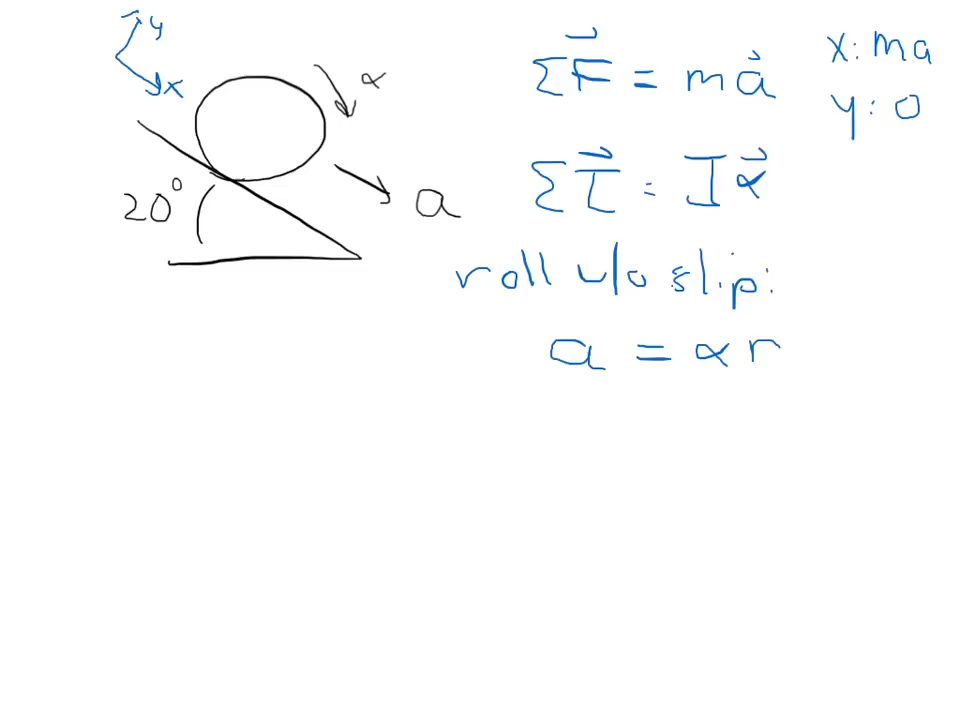 y
x
α
20°
a
ΣF⃗ = ma⃗
x: ma
y: 0
Στ⃗ = Iα⃗
roll w/o slip:
a = αr